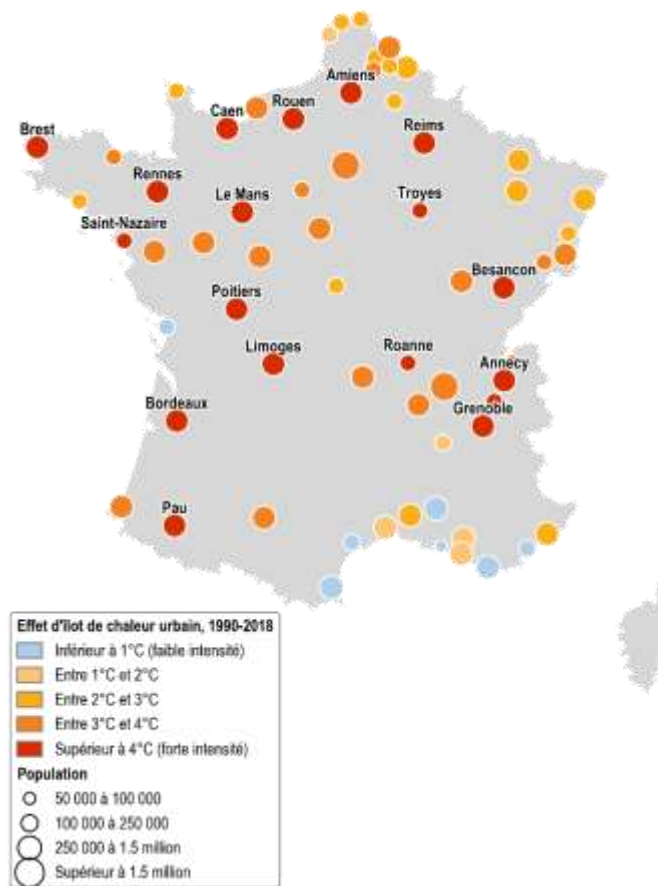 Amiens
Rouen
Caen
Reims
Brest
Rennes
Le Mans
Troyes
Saint-Nazaire
Besancon
Poitiers
Limoges
Roanne
Annecy
Bordeaux
Grenoble
Pau
Effet d'îlot de chaleur urbain, 1990-2018
Inférieur à 1°C (faible intensité)
Entre 1°C et 2°C
Entre 2°C et 3°C
Entre 3°C et 4°C
Supérieur à 4°C (forte intensité)
Population
50 000 à 100 000
100 000 à 250 000
250 000 à 1.5 million
Supérieur à 1.5 million